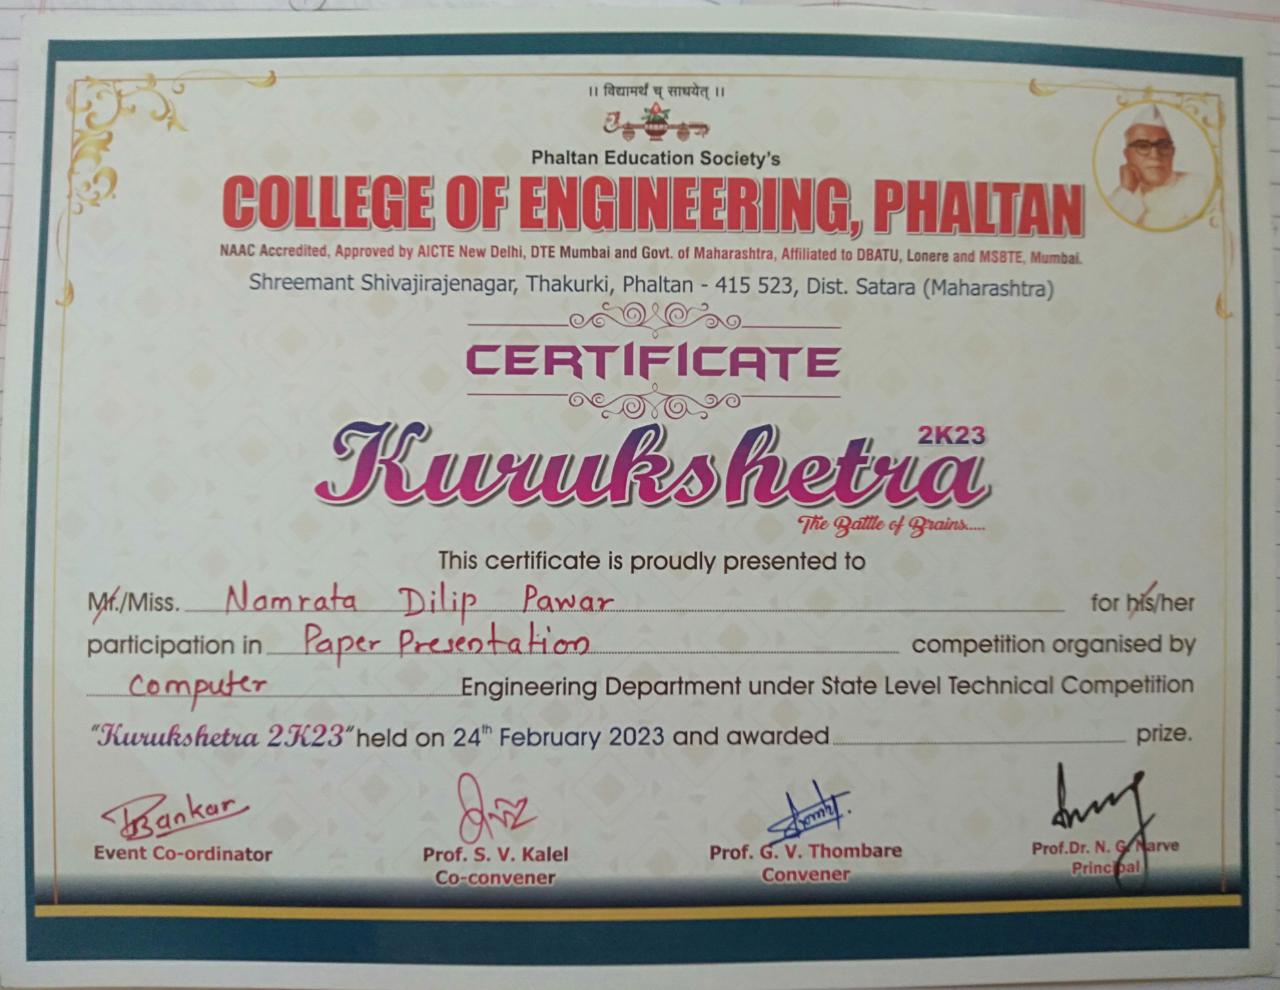 ।। विद्यामर्थं च् साधयेत् ।।
Phaltan Education Society's
COLLEGE OF ENGINEERING, PHALTAN
NAAC Accredited, Approved by AICTE New Delhi, DTE Mumbai and Govt. of Maharashtra, Affiliated to DBATU, Lonere and MSBTE, Mumbai.
Shreemant Shivajirajenagar, Thakurki, Phaltan - 415 523, Dist. Satara (Maharashtra)
CERTIFICATE
Kurukshetra 2K23
The Battle of Brains.....
This certificate is proudly presented to
Mr./Miss. Namrata Dilip Pawar for his/her
participation in Paper Presentation competition organised by
Computer Engineering Department under State Level Technical Competition
"Kurukshetra 2K23" held on 24th February 2023 and awarded prize.
Bankar
Event Co-ordinator Prof. S. V. Kalel Prof. G. V. Thombare Prof.Dr. N. G. Narve
Co-convener Convener Principal